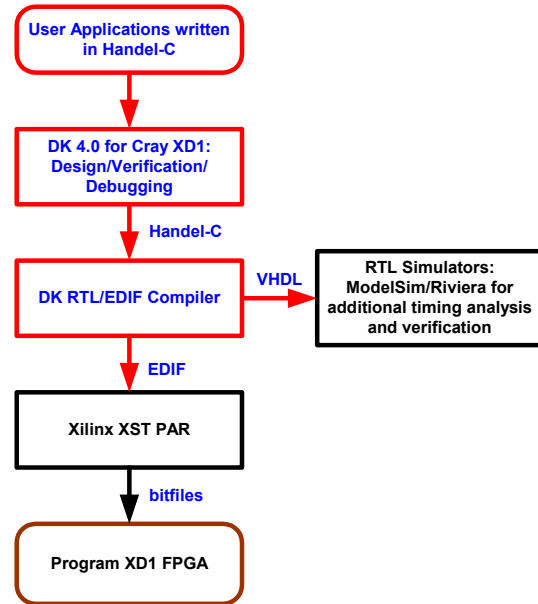 User Applications written
in Handel-C
DK 4.0 for Cray XD1:
Design/Verification/
Debugging
Handel-C
DK RTL/EDIF Compiler
VHDL
RTL Simulators:
ModelSim/Riviera for
additional timing analysis
and verification
EDIF
Xilinx XST PAR
bitfiles
Program XD1 FPGA